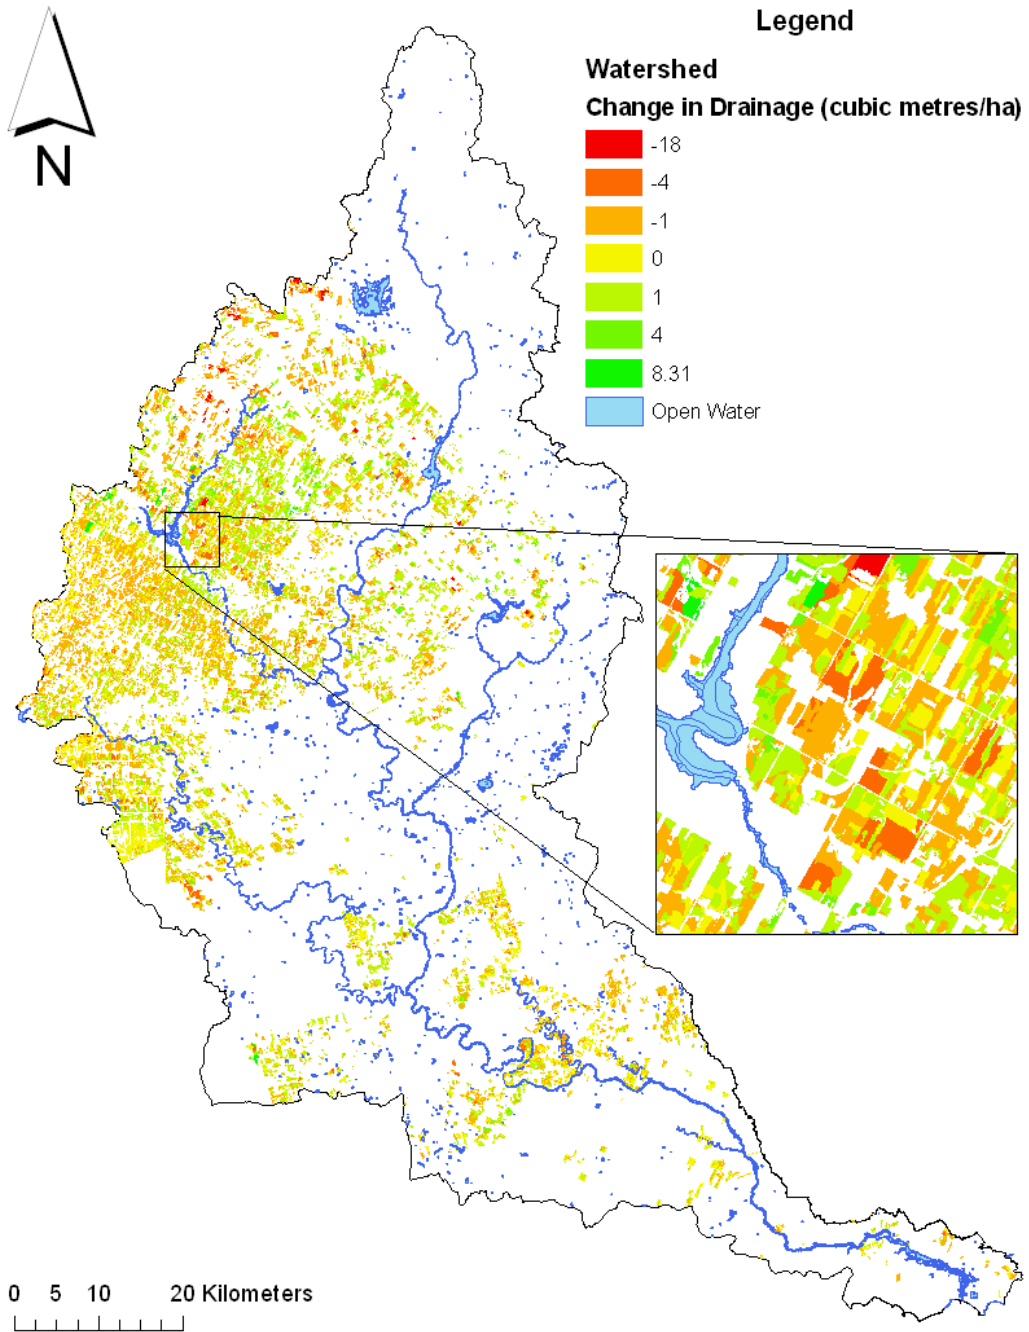 Legend
Watershed
Change in Drainage (cubic metres/ha)
-18
-4
-1
0
1
4
8.31
Open Water
N
0 5 10 20 Kilometers